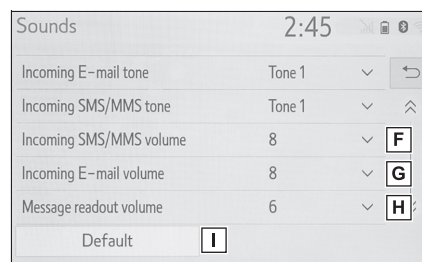 Sounds 2:45
Incoming E-mail tone Tone 1
Incoming SMS/MMS tone Tone 1
Incoming SMS/MMS volume 8 F
Incoming E-mail volume 8 G
Message readout volume 6 H
Default I